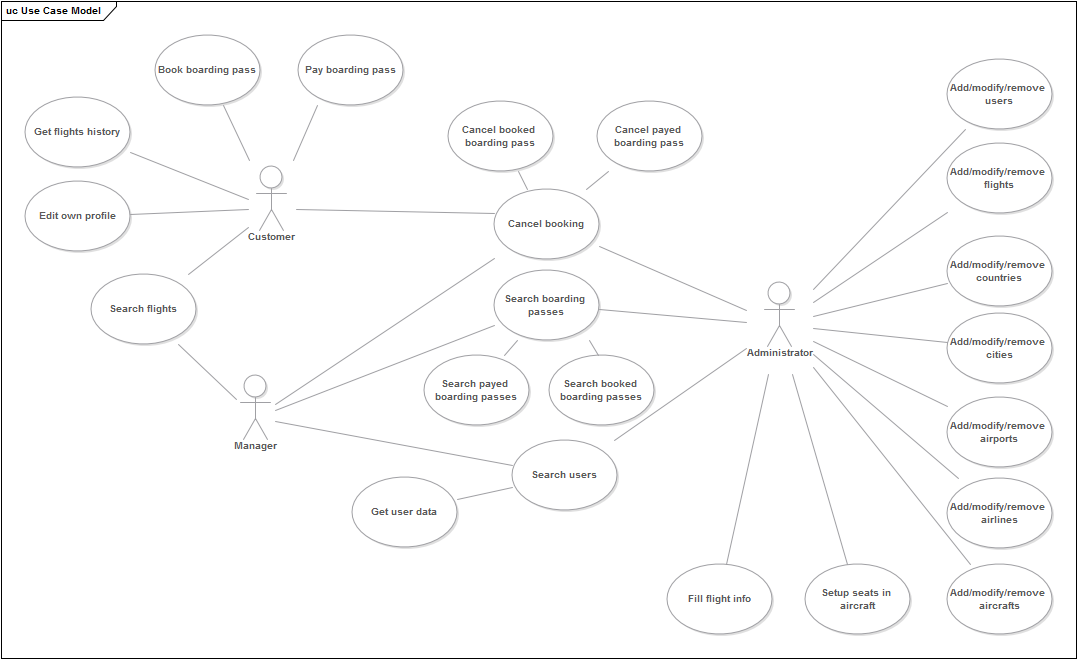 uc Use Case Model
Book boarding pass
Pay boarding pass
Get flights history
Edit own profile
Customer
Search flights
Manager
Cancel booked
boarding pass
Cancel payed
boarding pass
Cancel booking
Search boarding
passes
Search payed
boarding passes
Search booked
boarding passes
Search users
Get user data
Administrator
Add/modify/remove
users
Add/modify/remove
flights
Add/modify/remove
countries
Add/modify/remove
cities
Add/modify/remove
airports
Add/modify/remove
airlines
Add/modify/remove
aircrafts
Fill flight info
Setup seats in
aircraft